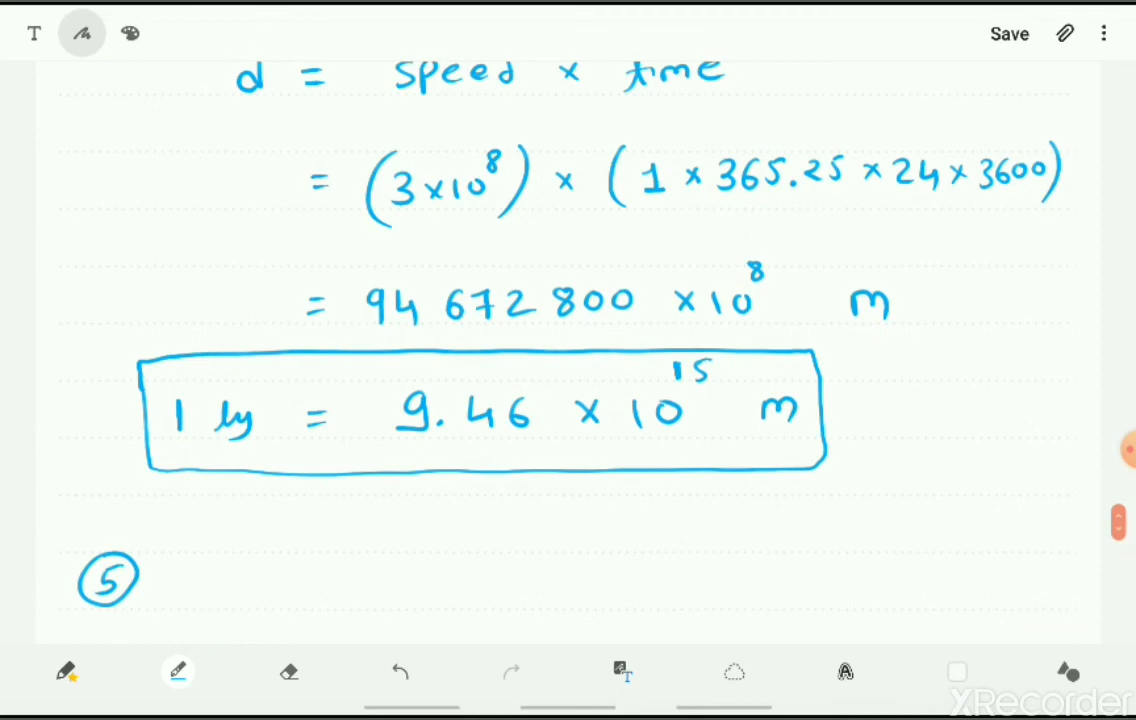 T Save
d = speed × time
= (3×10⁸) × (1 × 365.25 × 24 × 3600)
= 94 672 800 ×10⁸ m
1 ly = 9.46 ×10¹⁵ m
5
T A
XRecorder